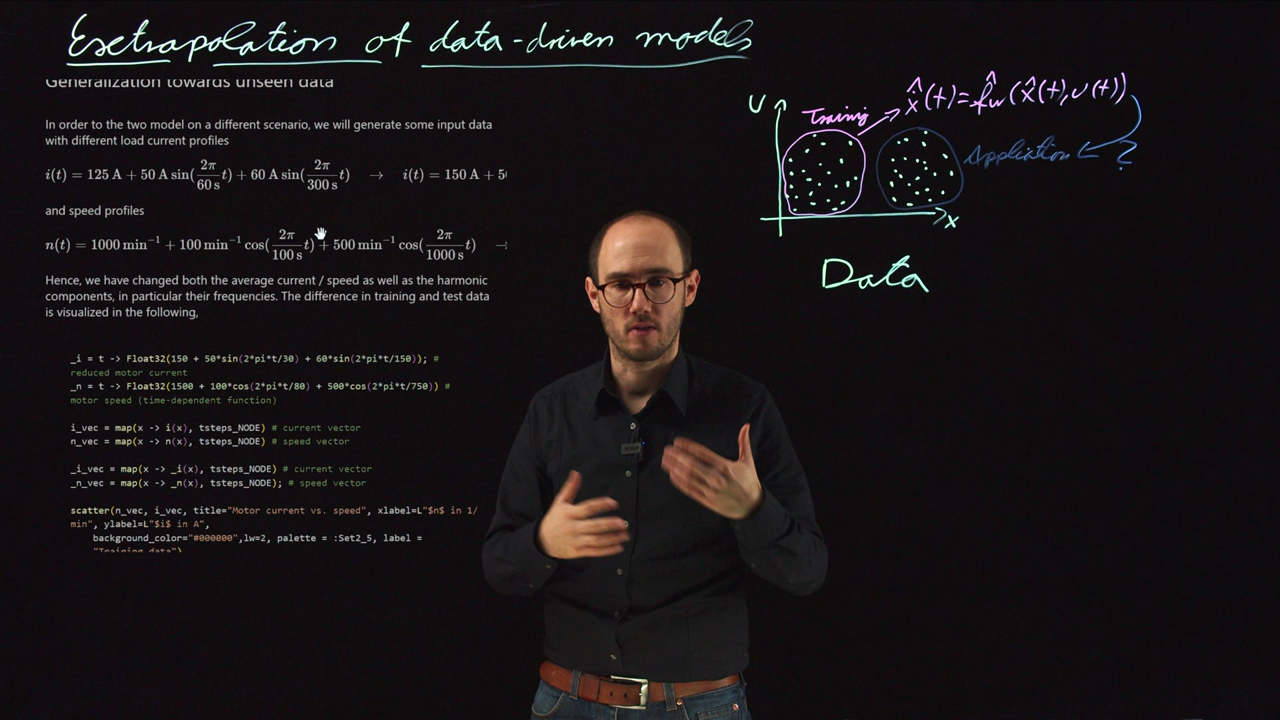 Exctrapolation of data-driven models
Generalization towards unseen data
In order to the two model on a different scenario, we will generate some input data
with different load current profiles
i(t) = 125 A + 50 A sin(2π/60 s t) + 60 A sin(2π/300 s t) → i(t) = 150 A + 50
and speed profiles
n(t) = 1000 min⁻¹ + 100 min⁻¹ cos(2π/100 s t) + 500 min⁻¹ cos(2π/1000 s t) →
Hence, we have changed both the average current / speed as well as the harmonic
components, in particular their frequencies. The difference in training and test data
is visualized in the following,
_i = t -> Float32(150 + 50*sin(2*pi*t/30) + 60*sin(2*pi*t/150)); #
reduced motor current
_n = t -> Float32(1500 + 100*cos(2*pi*t/80) + 500*cos(2*pi*t/750)) #
motor speed (time-dependent function)
i_vec = map(x -> i(x), tsteps_NODE) # current vector
n_vec = map(x -> n(x), tsteps_NODE) # speed vector
_i_vec = map(x -> _i(x), tsteps_NODE) # current vector
_n_vec = map(x -> _n(x), tsteps_NODE); # speed vector
scatter(n_vec, i_vec, title="Motor current vs. speed", xlabel=L"$n$ in 1/
min", ylabel=L"$i$ in A",
background_color="#000000",lw=2, palette = :Set2_5, label =
"Training data")
U
Training
x̂̇(t) = f̂w(x̂(t), u(t))
Application ?
x
Data